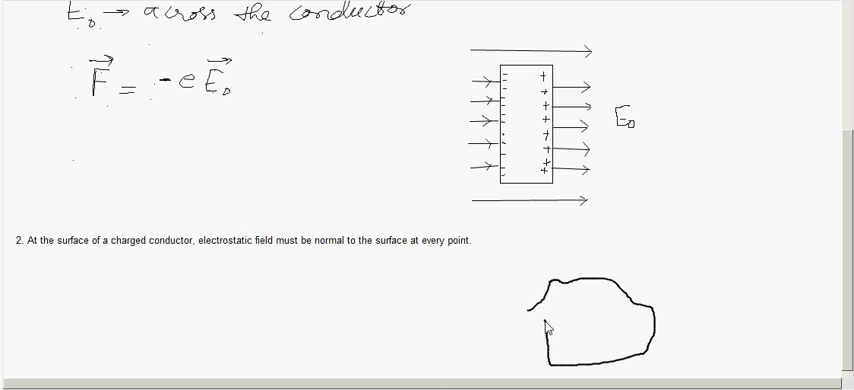 E₀ → across the conductor
F⃗ = -e E⃗₀
E₀
2. At the surface of a charged conductor, electrostatic field must be normal to the surface at every point.